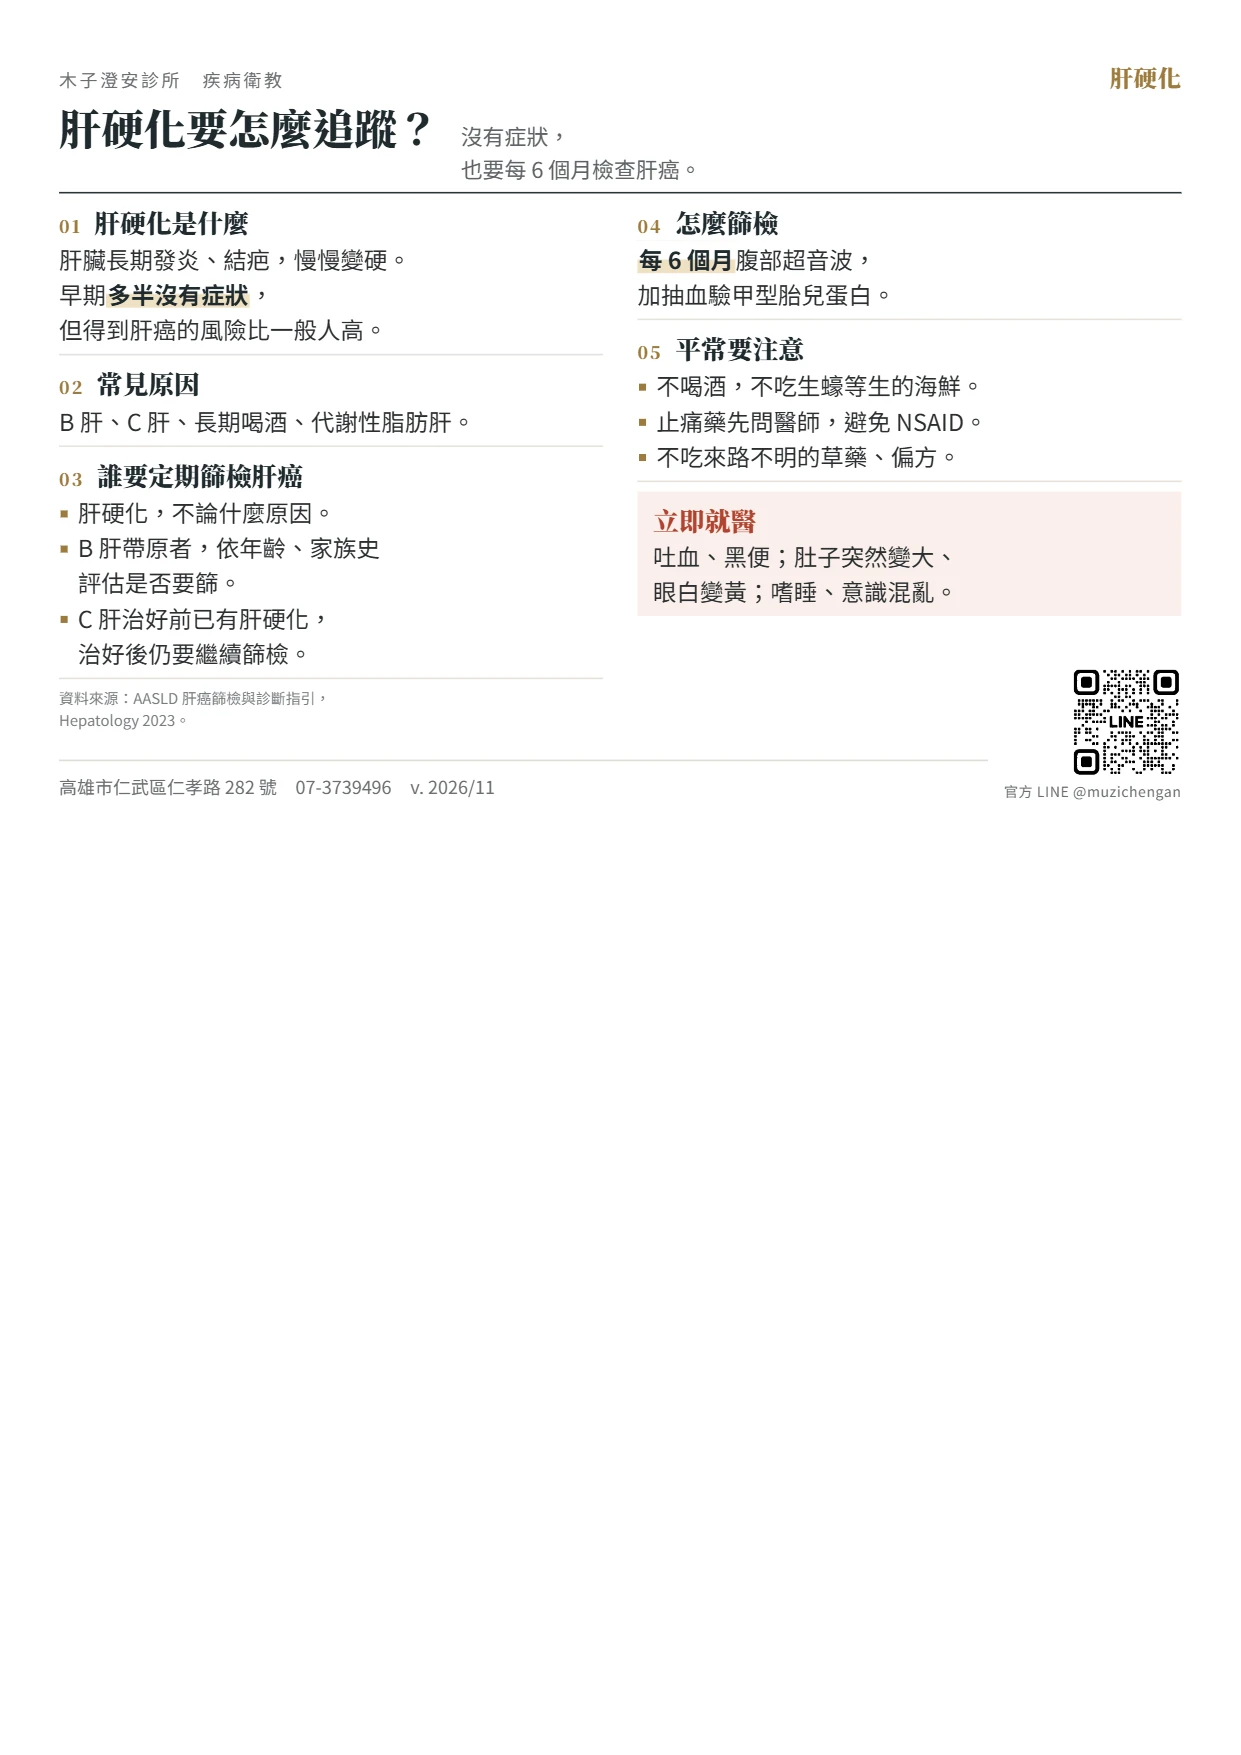 木子澄安診所　疾病衛教
肝硬化
肝硬化要怎麼追蹤？
沒有症狀，
也要每 6 個月檢查肝癌。
01 肝硬化是什麼
肝臟長期發炎、結疤，慢慢變硬。
早期多半沒有症狀，
但得到肝癌的風險比一般人高。
02 常見原因
B 肝、C 肝、長期喝酒、代謝性脂肪肝。
03 誰要定期篩檢肝癌
▪ 肝硬化，不論什麼原因。
▪ B 肝帶原者，依年齡、家族史
評估是否要篩。
▪ C 肝治好前已有肝硬化，
治好後仍要繼續篩檢。
資料來源：AASLD 肝癌篩檢與診斷指引，
Hepatology 2023。
04 怎麼篩檢
每 6 個月腹部超音波，
加抽血驗甲型胎兒蛋白。
05 平常要注意
▪ 不喝酒，不吃生蠔等生的海鮮。
▪ 止痛藥先問醫師，避免 NSAID。
▪ 不吃來路不明的草藥、偏方。
立即就醫
吐血、黑便；肚子突然變大、
眼白變黃；嗜睡、意識混亂。
LINE
高雄市仁武區仁孝路 282 號　07-3739496　v. 2026/11
官方 LINE @muzichengan